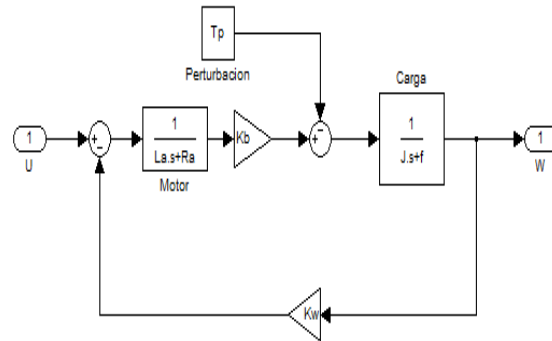 Tp
Perturbacion
Carga
1
U
+
−
1
La.s+Ra
Motor
Kb
−
+
1
J.s+f
1
W
Kw